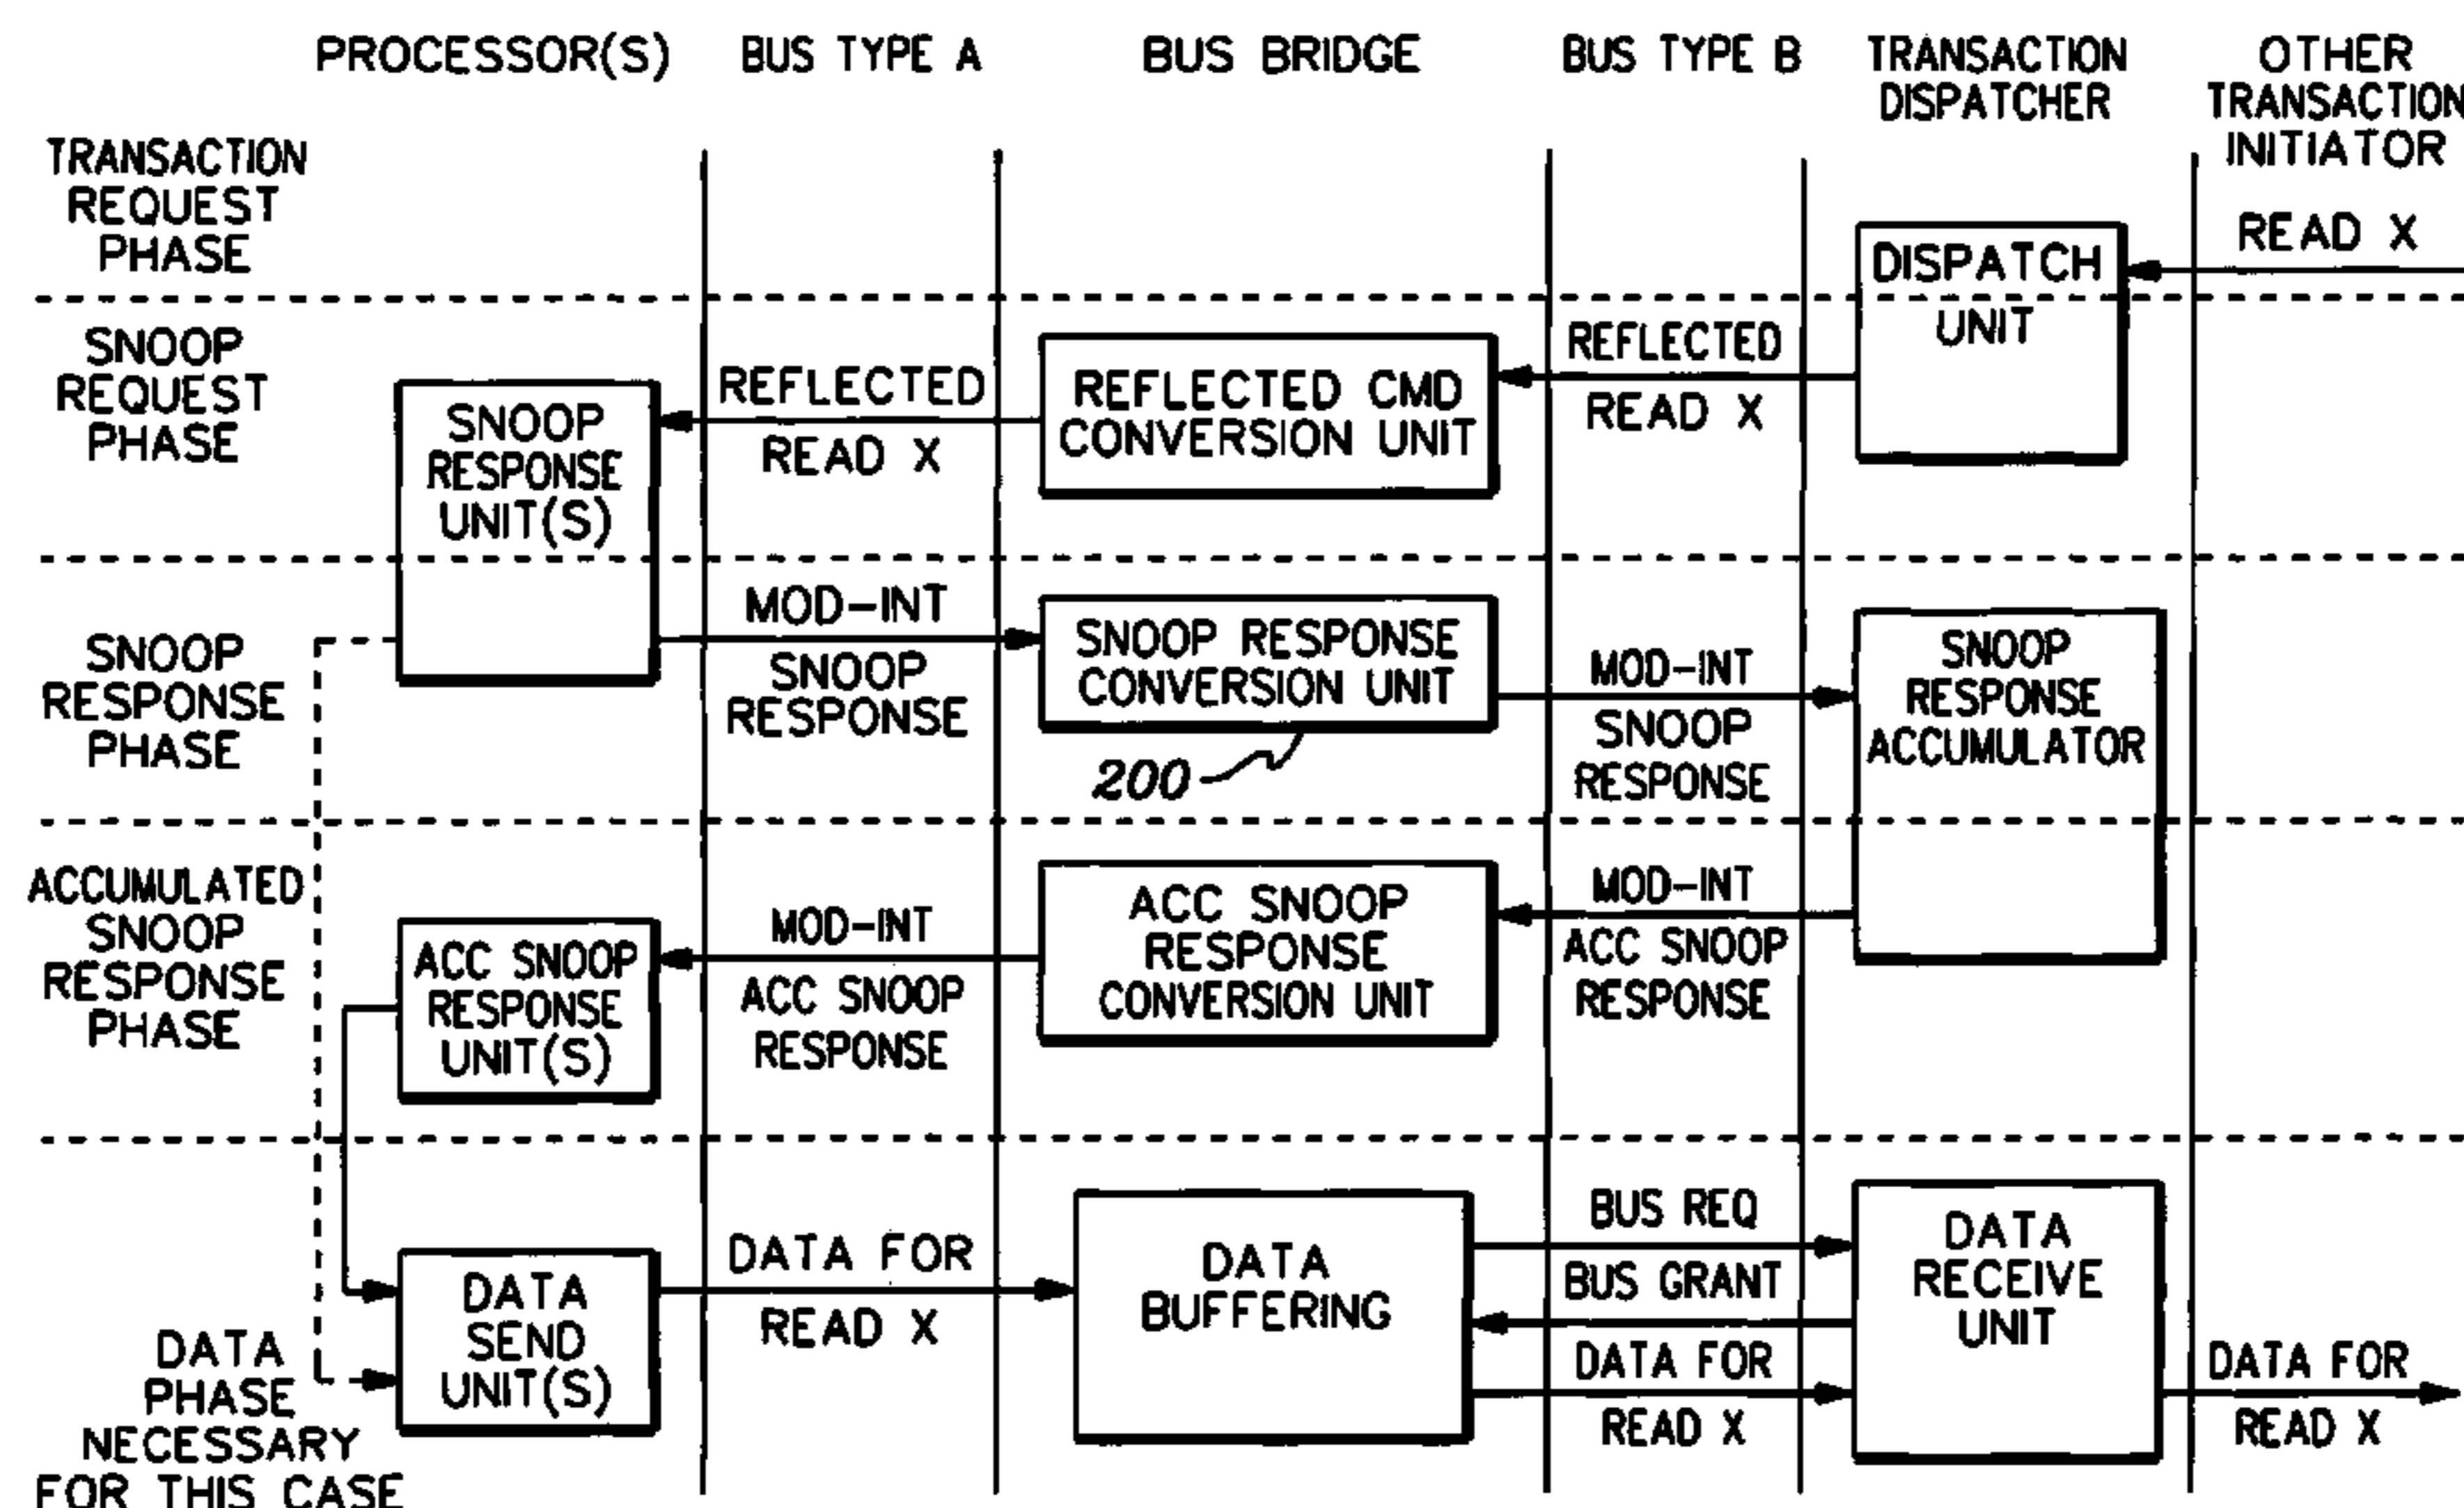 PROCESSOR(S)
BUS TYPE A
BUS BRIDGE
BUS TYPE B
TRANSACTION
DISPATCHER
OTHER
TRANSACTION
INITIATOR
TRANSACTION
REQUEST
PHASE
DISPATCH
UNIT
READ X
SNOOP
REQUEST
PHASE
SNOOP
RESPONSE
UNIT(S)
REFLECTED
READ X
REFLECTED CMD
CONVERSION UNIT
REFLECTED
READ X
SNOOP
RESPONSE
PHASE
MOD-INT
SNOOP
RESPONSE
SNOOP RESPONSE
CONVERSION UNIT
200
MOD-INT
SNOOP
RESPONSE
SNOOP
RESPONSE
ACCUMULATOR
ACCUMULATED
SNOOP
RESPONSE
PHASE
ACC SNOOP
RESPONSE
UNIT(S)
MOD-INT
ACC SNOOP
RESPONSE
ACC SNOOP
RESPONSE
CONVERSION UNIT
MOD-INT
ACC SNOOP
RESPONSE
DATA
PHASE
NECESSARY
FOR THIS CASE
DATA
SEND
UNIT(S)
DATA FOR
READ X
DATA
BUFFERING
BUS REQ
BUS GRANT
DATA FOR
READ X
DATA
RECEIVE
UNIT
DATA FOR
READ X